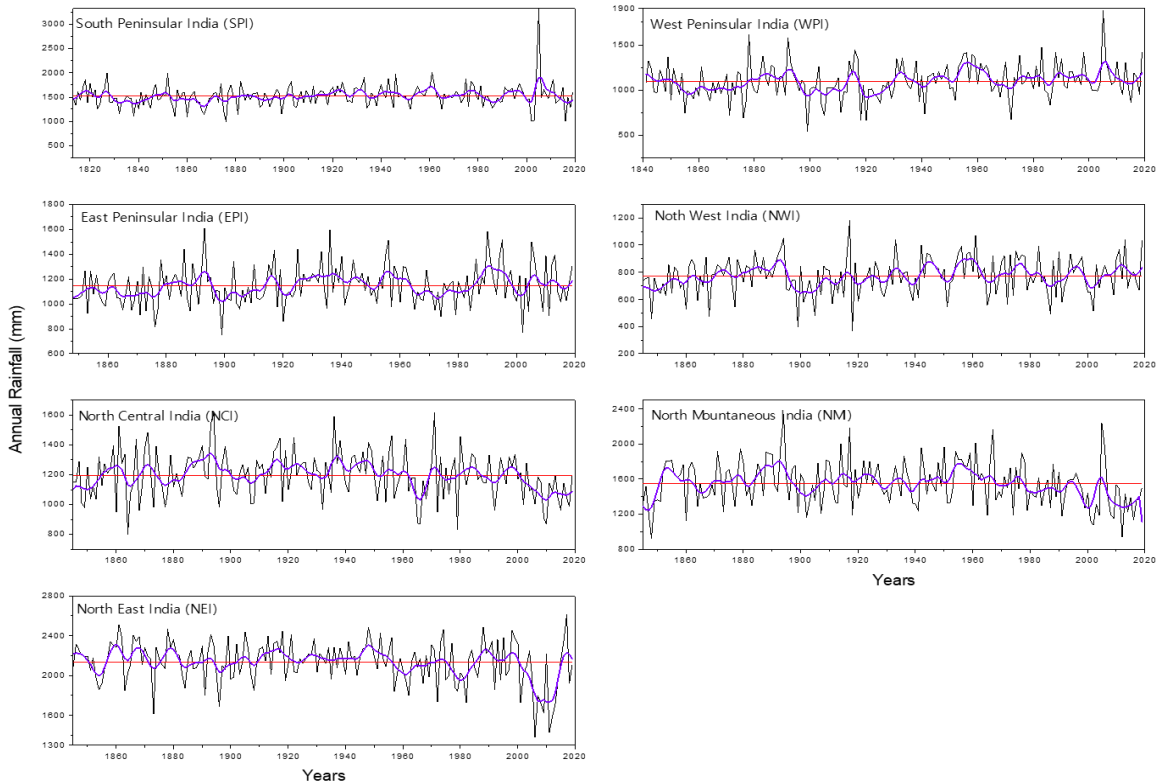 South Peninsular India (SPI)
3000
2500
2000
1500
1000
500
1820 1840 1860 1880 1900 1920 1940 1960 1980 2000 2020
West Peninsular India (WPI)
1900
1500
1000
500
1840 1860 1880 1900 1920 1940 1960 1980 2000 2020
East Peninsular India (EPI)
1800
1600
1400
1200
1000
800
600
1860 1880 1900 1920 1940 1960 1980 2000 2020
Noth West India (NWI)
1200
1000
800
600
400
200
1860 1880 1900 1920 1940 1960 1980 2000 2020
Annual Rainfall (mm)
North Central India (NCI)
1600
1400
1200
1000
800
1860 1880 1900 1920 1940 1960 1980 2000 2020
North Mountaneous India (NMI)
2400
2000
1600
1200
800
1860 1880 1900 1920 1940 1960 1980 2000 2020
Years
North East India (NEI)
2800
2400
2000
1600
1300
1860 1880 1900 1920 1940 1960 1980 2000 2020
Years